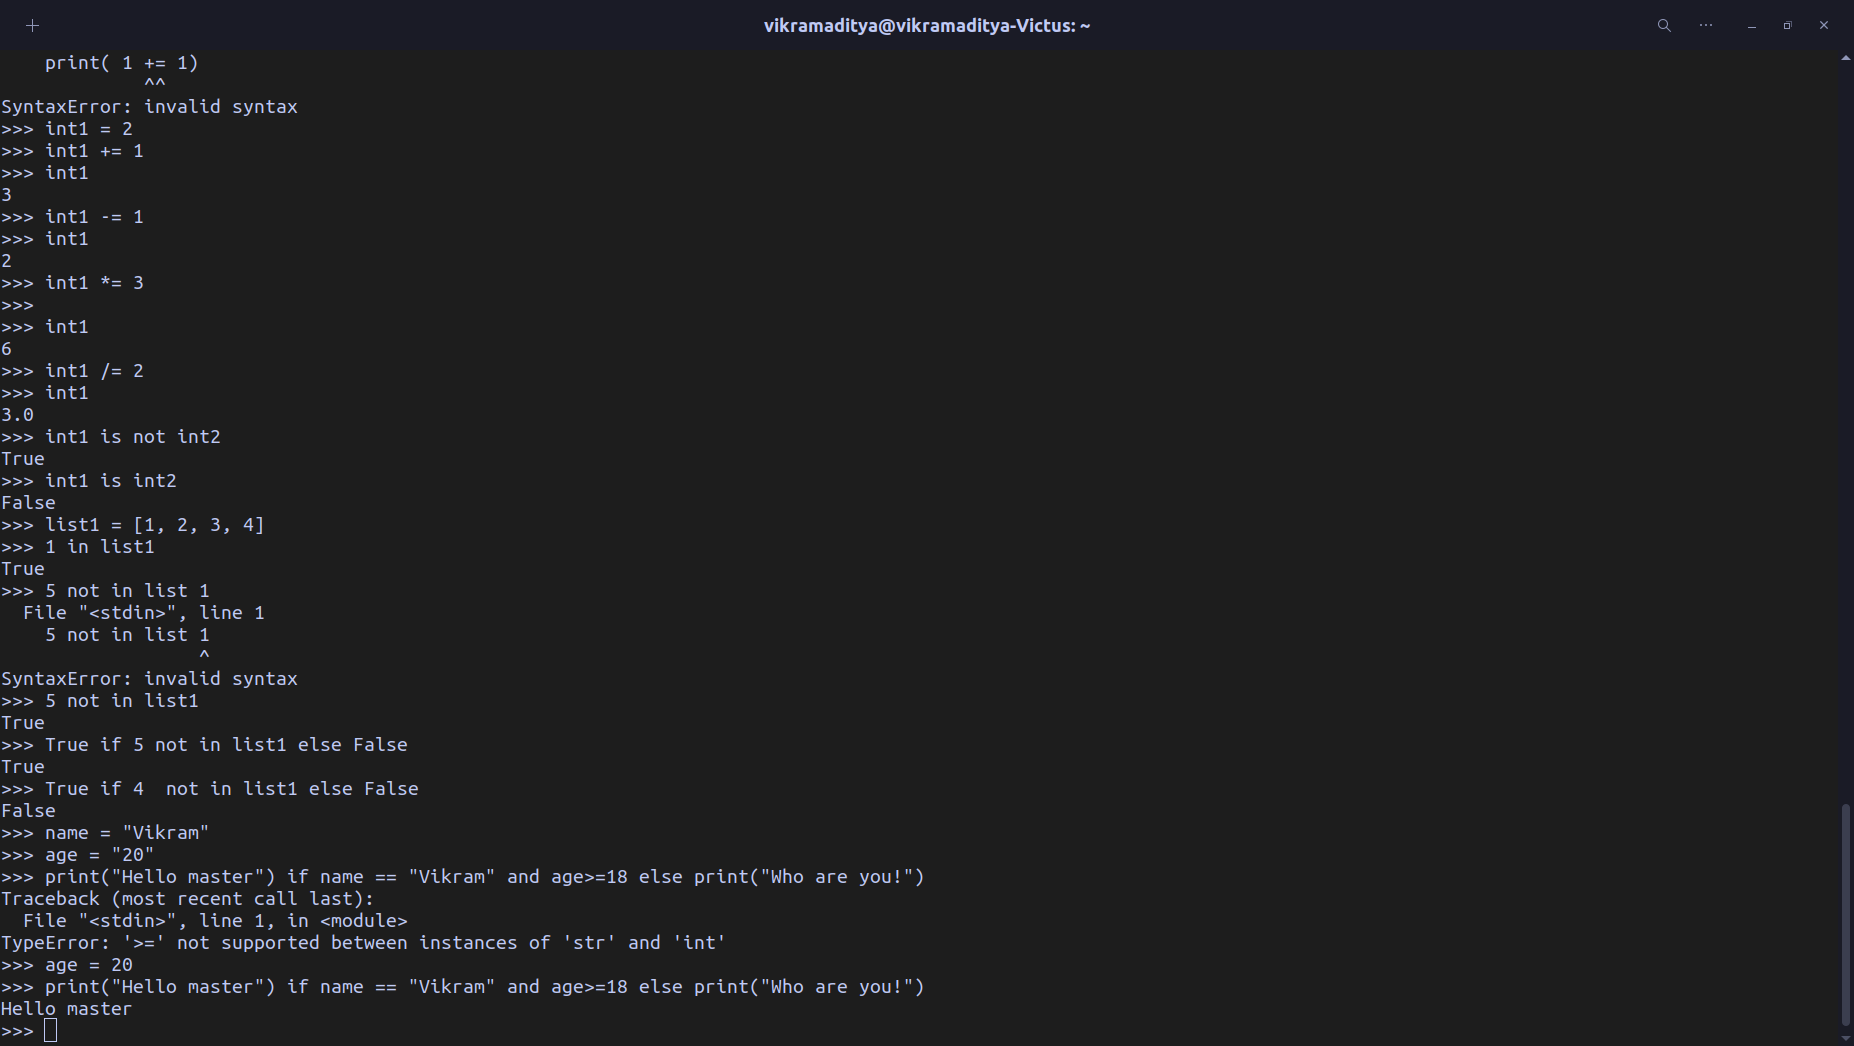 vikramaditya@vikramaditya-Victus: ~
    print( 1 += 1)
             ^^
SyntaxError: invalid syntax
>>> int1 = 2
>>> int1 += 1
>>> int1
3
>>> int1 -= 1
>>> int1
2
>>> int1 *= 3
>>>
>>> int1
6
>>> int1 /= 2
>>> int1
3.0
>>> int1 is not int2
True
>>> int1 is int2
False
>>> list1 = [1, 2, 3, 4]
>>> 1 in list1
True
>>> 5 not in list 1
  File "<stdin>", line 1
    5 not in list 1
                  ^
SyntaxError: invalid syntax
>>> 5 not in list1
True
>>> True if 5 not in list1 else False
True
>>> True if 4  not in list1 else False
False
>>> name = "Vikram"
>>> age = "20"
>>> print("Hello master") if name == "Vikram" and age>=18 else print("Who are you!")
Traceback (most recent call last):
  File "<stdin>", line 1, in <module>
TypeError: '>=' not supported between instances of 'str' and 'int'
>>> age = 20
>>> print("Hello master") if name == "Vikram" and age>=18 else print("Who are you!")
Hello master
>>>